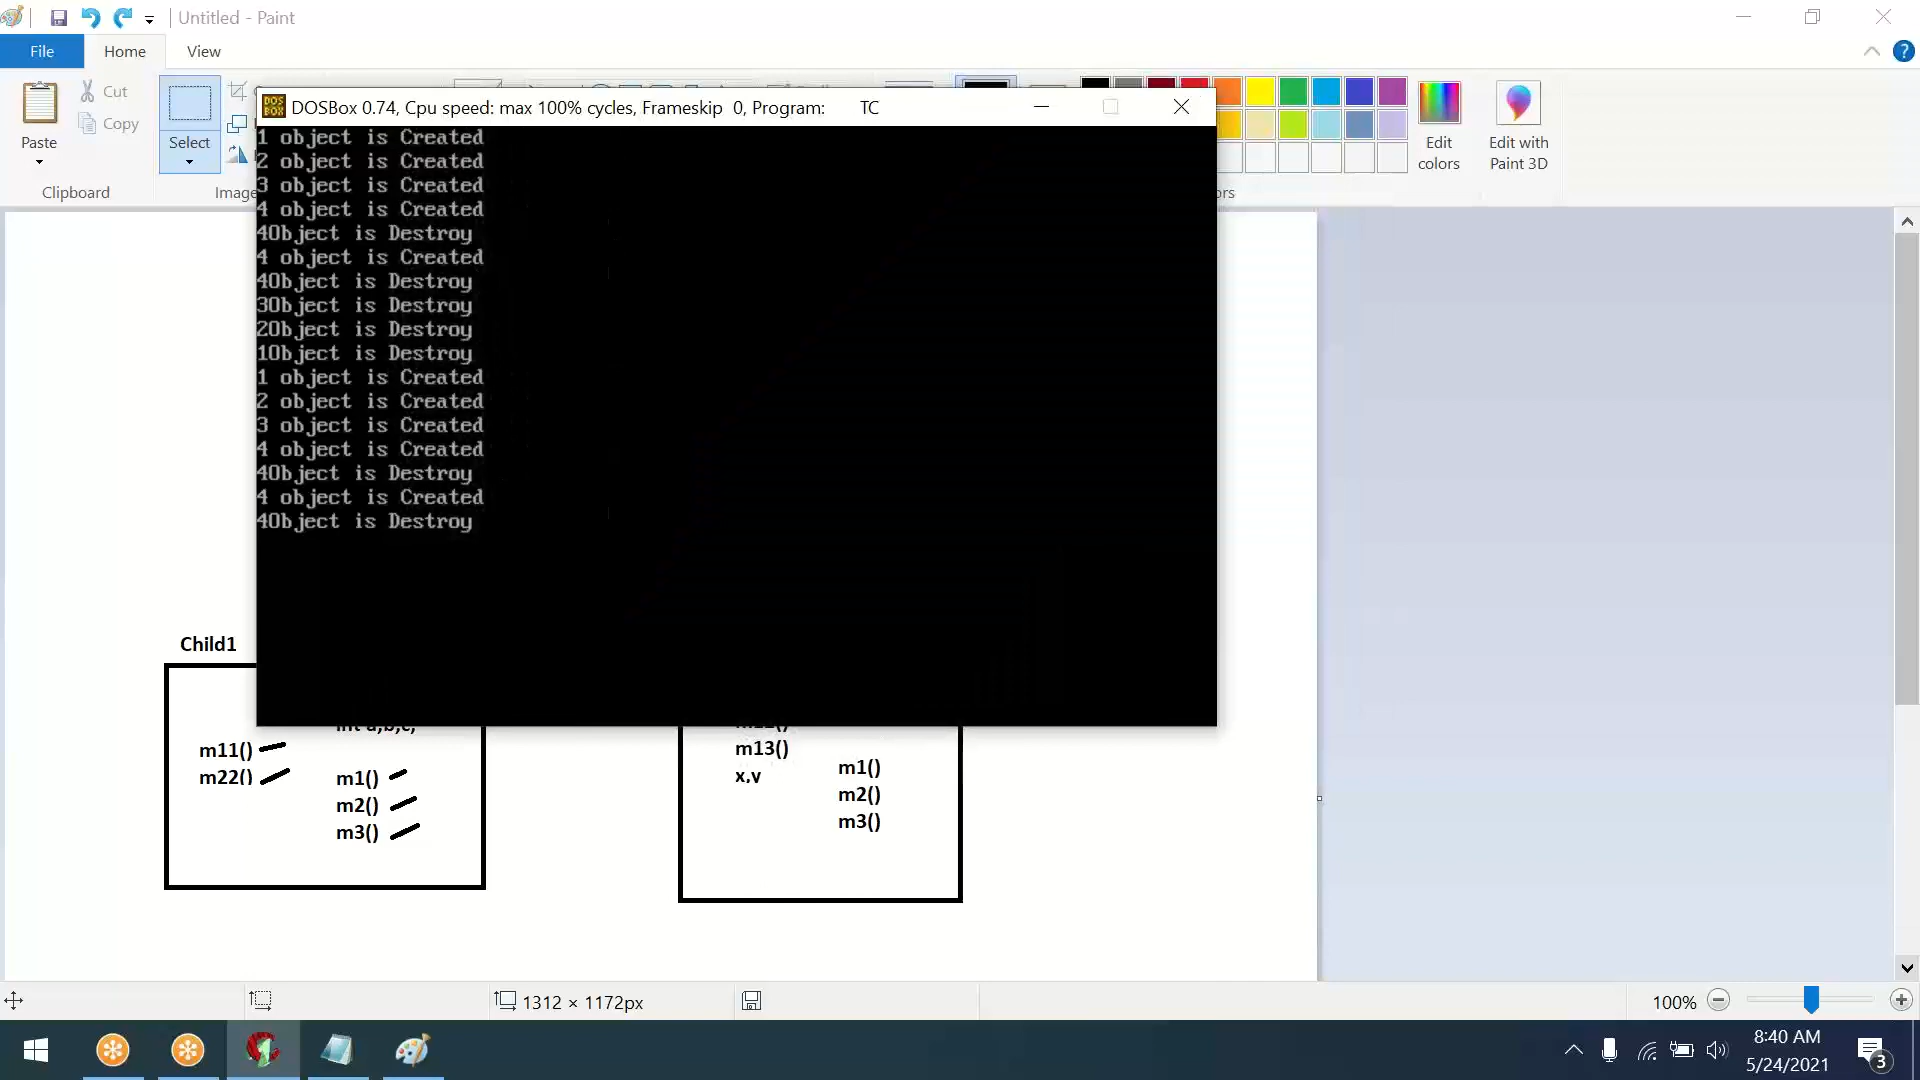 Untitled - Paint
File
Home
View
Paste
Cut
Copy
Clipboard
Select
Image
Edit
colors
Edit with
Paint 3D
ors
DOS
BOX
DOSBox 0.74, Cpu speed: max 100% cycles, Frameskip 0, Program: TC
1 object is Created
2 object is Created
3 object is Created
4 object is Created
4Object is Destroy
4 object is Created
4Object is Destroy
3Object is Destroy
2Object is Destroy
1Object is Destroy
1 object is Created
2 object is Created
3 object is Created
4 object is Created
4Object is Destroy
4 object is Created
4Object is Destroy
Child1
int a,b,c,
m11()
m22()
m1()
m2()
m3()
m13()
x,y
m1()
m2()
m3()
1312 × 1172px
100%
8:40 AM
5/24/2021
3